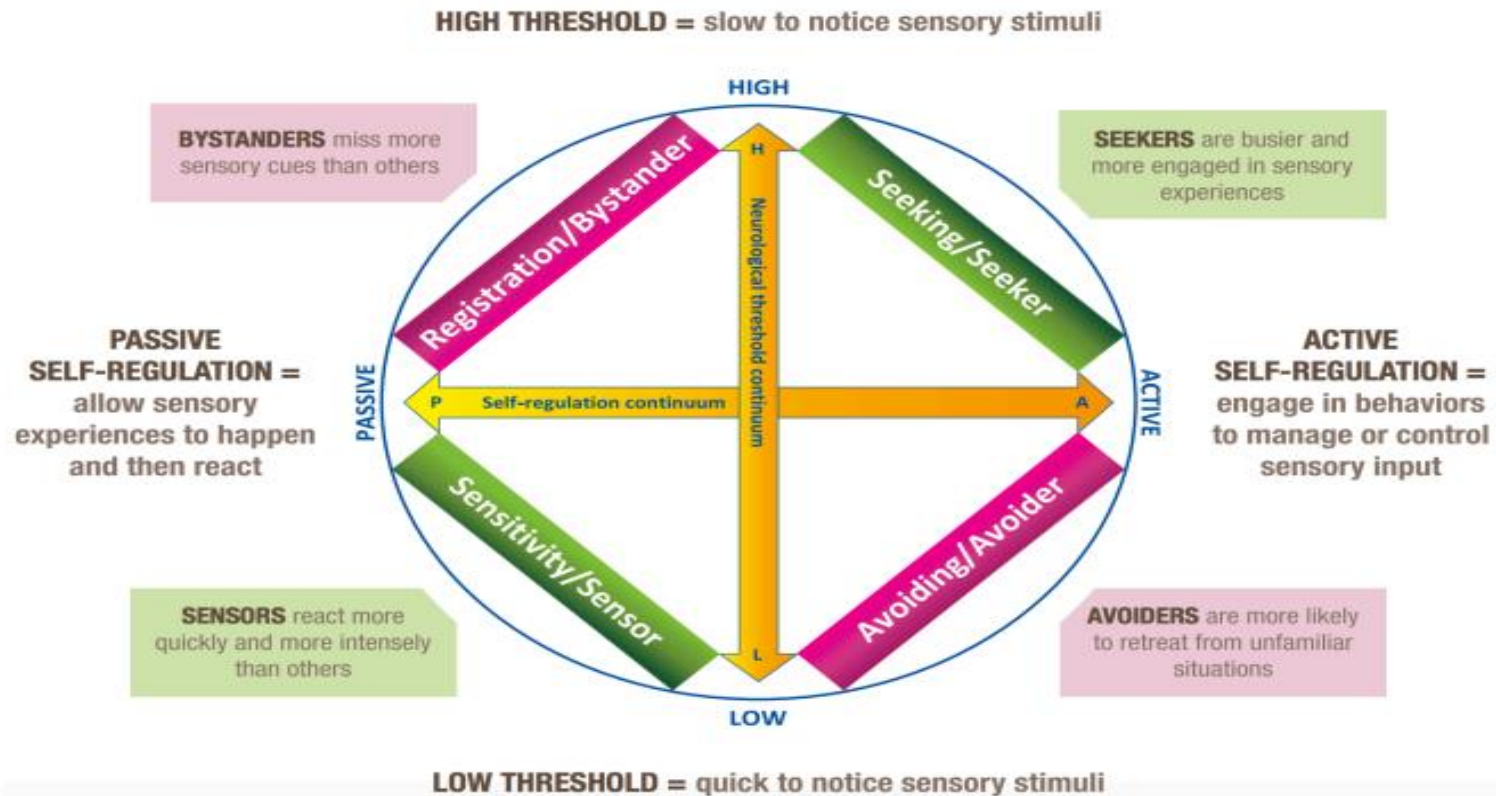 HIGH THRESHOLD = slow to notice sensory stimuli
HIGH
BYSTANDERS miss more
sensory cues than others
SEEKERS are busier and
more engaged in sensory
experiences
Registration/Bystander
H
Neurological threshold continuum
Seeking/Seeker
PASSIVE
SELF-REGULATION =
allow sensory
experiences to happen
and then react
PASSIVE
P
Self-regulation continuum
A
ACTIVE
ACTIVE
SELF-REGULATION =
engage in behaviors
to manage or control
sensory input
Sensitivity/Sensor
L
Avoiding/Avoider
SENSORS react more
quickly and more intensely
than others
AVOIDERS are more likely
to retreat from unfamiliar
situations
LOW
LOW THRESHOLD = quick to notice sensory stimuli